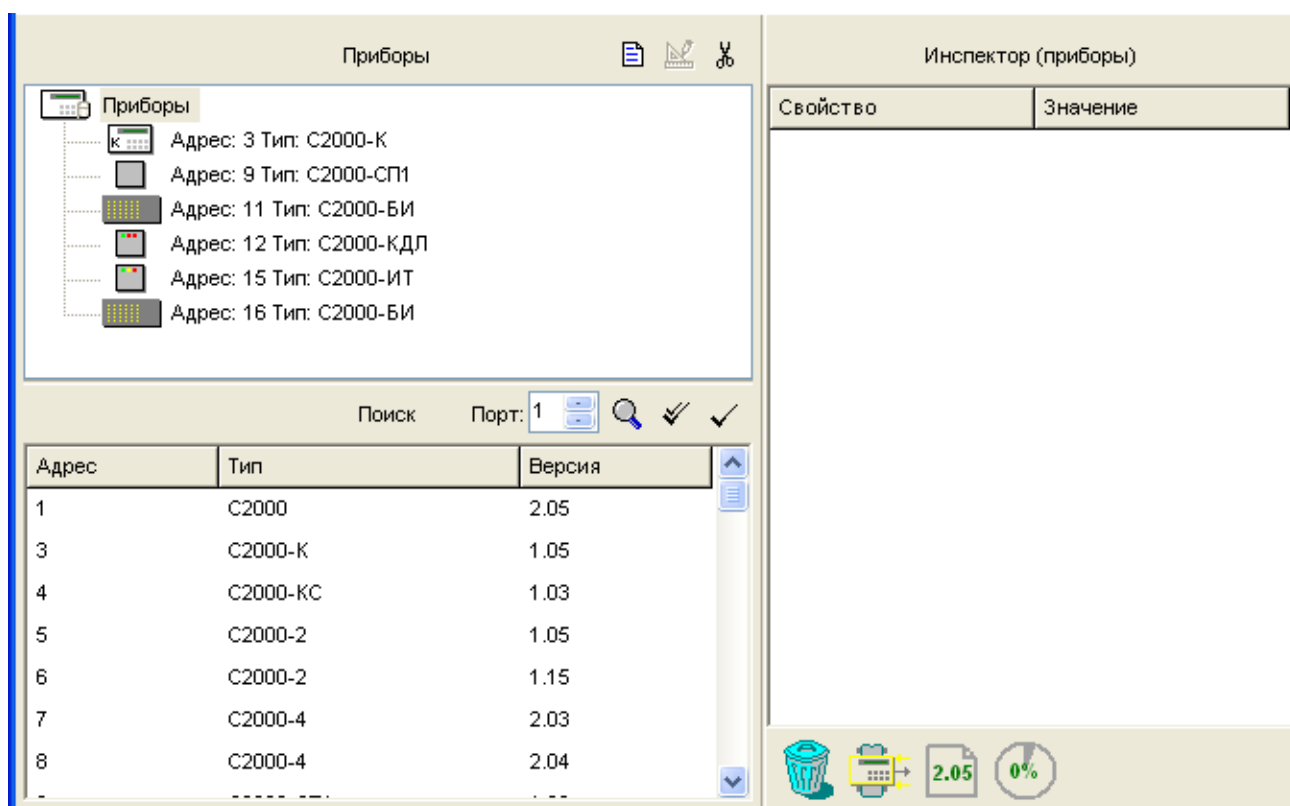 Приборы
Приборы
К
Адрес: 3 Тип: С2000-К
Адрес: 9 Тип: С2000-СП1
Адрес: 11 Тип: С2000-БИ
Адрес: 12 Тип: С2000-КДЛ
Адрес: 15 Тип: С2000-ИТ
Адрес: 16 Тип: С2000-БИ
Поиск Порт: 1
Адрес Тип Версия
1 С2000 2.05
3 С2000-К 1.05
4 С2000-КС 1.03
5 С2000-2 1.05
6 С2000-2 1.15
7 С2000-4 2.03
8 С2000-4 2.04
Инспектор (приборы)
Свойство Значение
2.05 0%